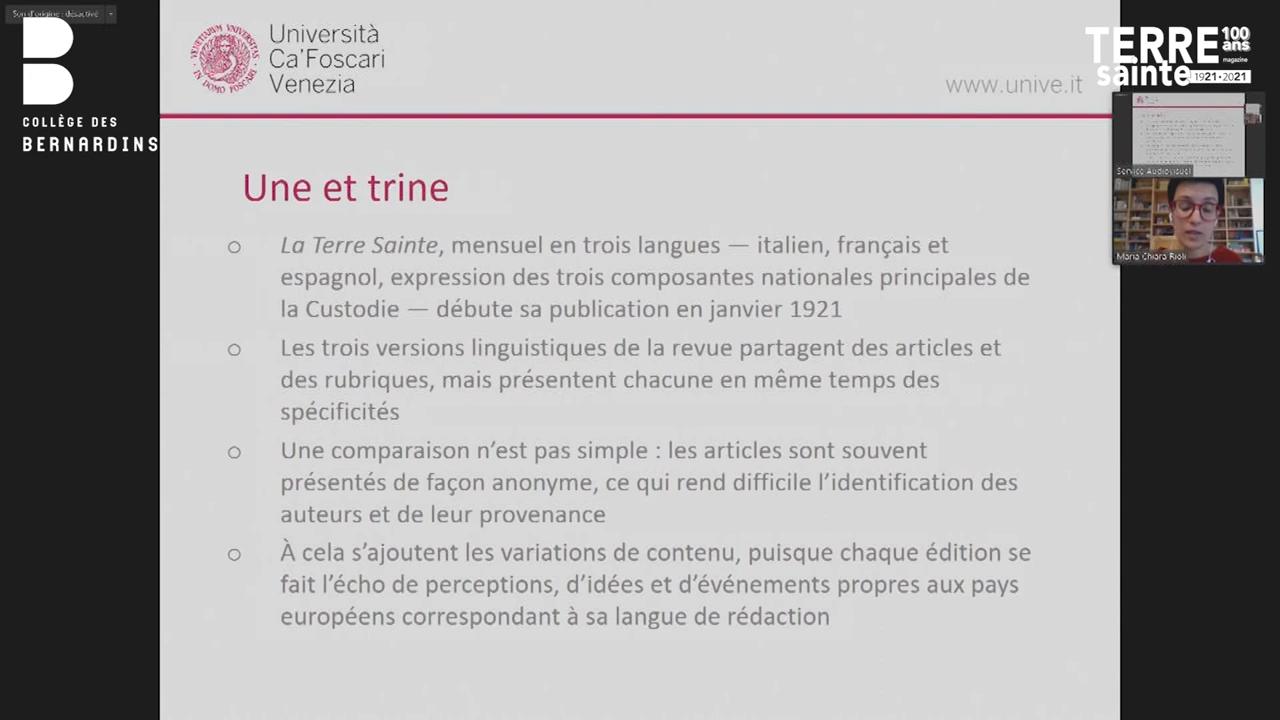 Son d'origine : désactivé
COLLÈGE DES
BERNARDINS
Università
Ca'Foscari
Venezia
www.unive.it
TERRE
sainte
100
ans
magazine
1921•2021
Service Audiovisuel
Maria Chiara Rioli
Une et trine
La Terre Sainte, mensuel en trois langues — italien, français et
espagnol, expression des trois composantes nationales principales de
la Custodie — débute sa publication en janvier 1921
Les trois versions linguistiques de la revue partagent des articles et
des rubriques, mais présentent chacune en même temps des
spécificités
Une comparaison n'est pas simple : les articles sont souvent
présentés de façon anonyme, ce qui rend difficile l'identification des
auteurs et de leur provenance
À cela s'ajoutent les variations de contenu, puisque chaque édition se
fait l'écho de perceptions, d'idées et d'événements propres aux pays
européens correspondant à sa langue de rédaction